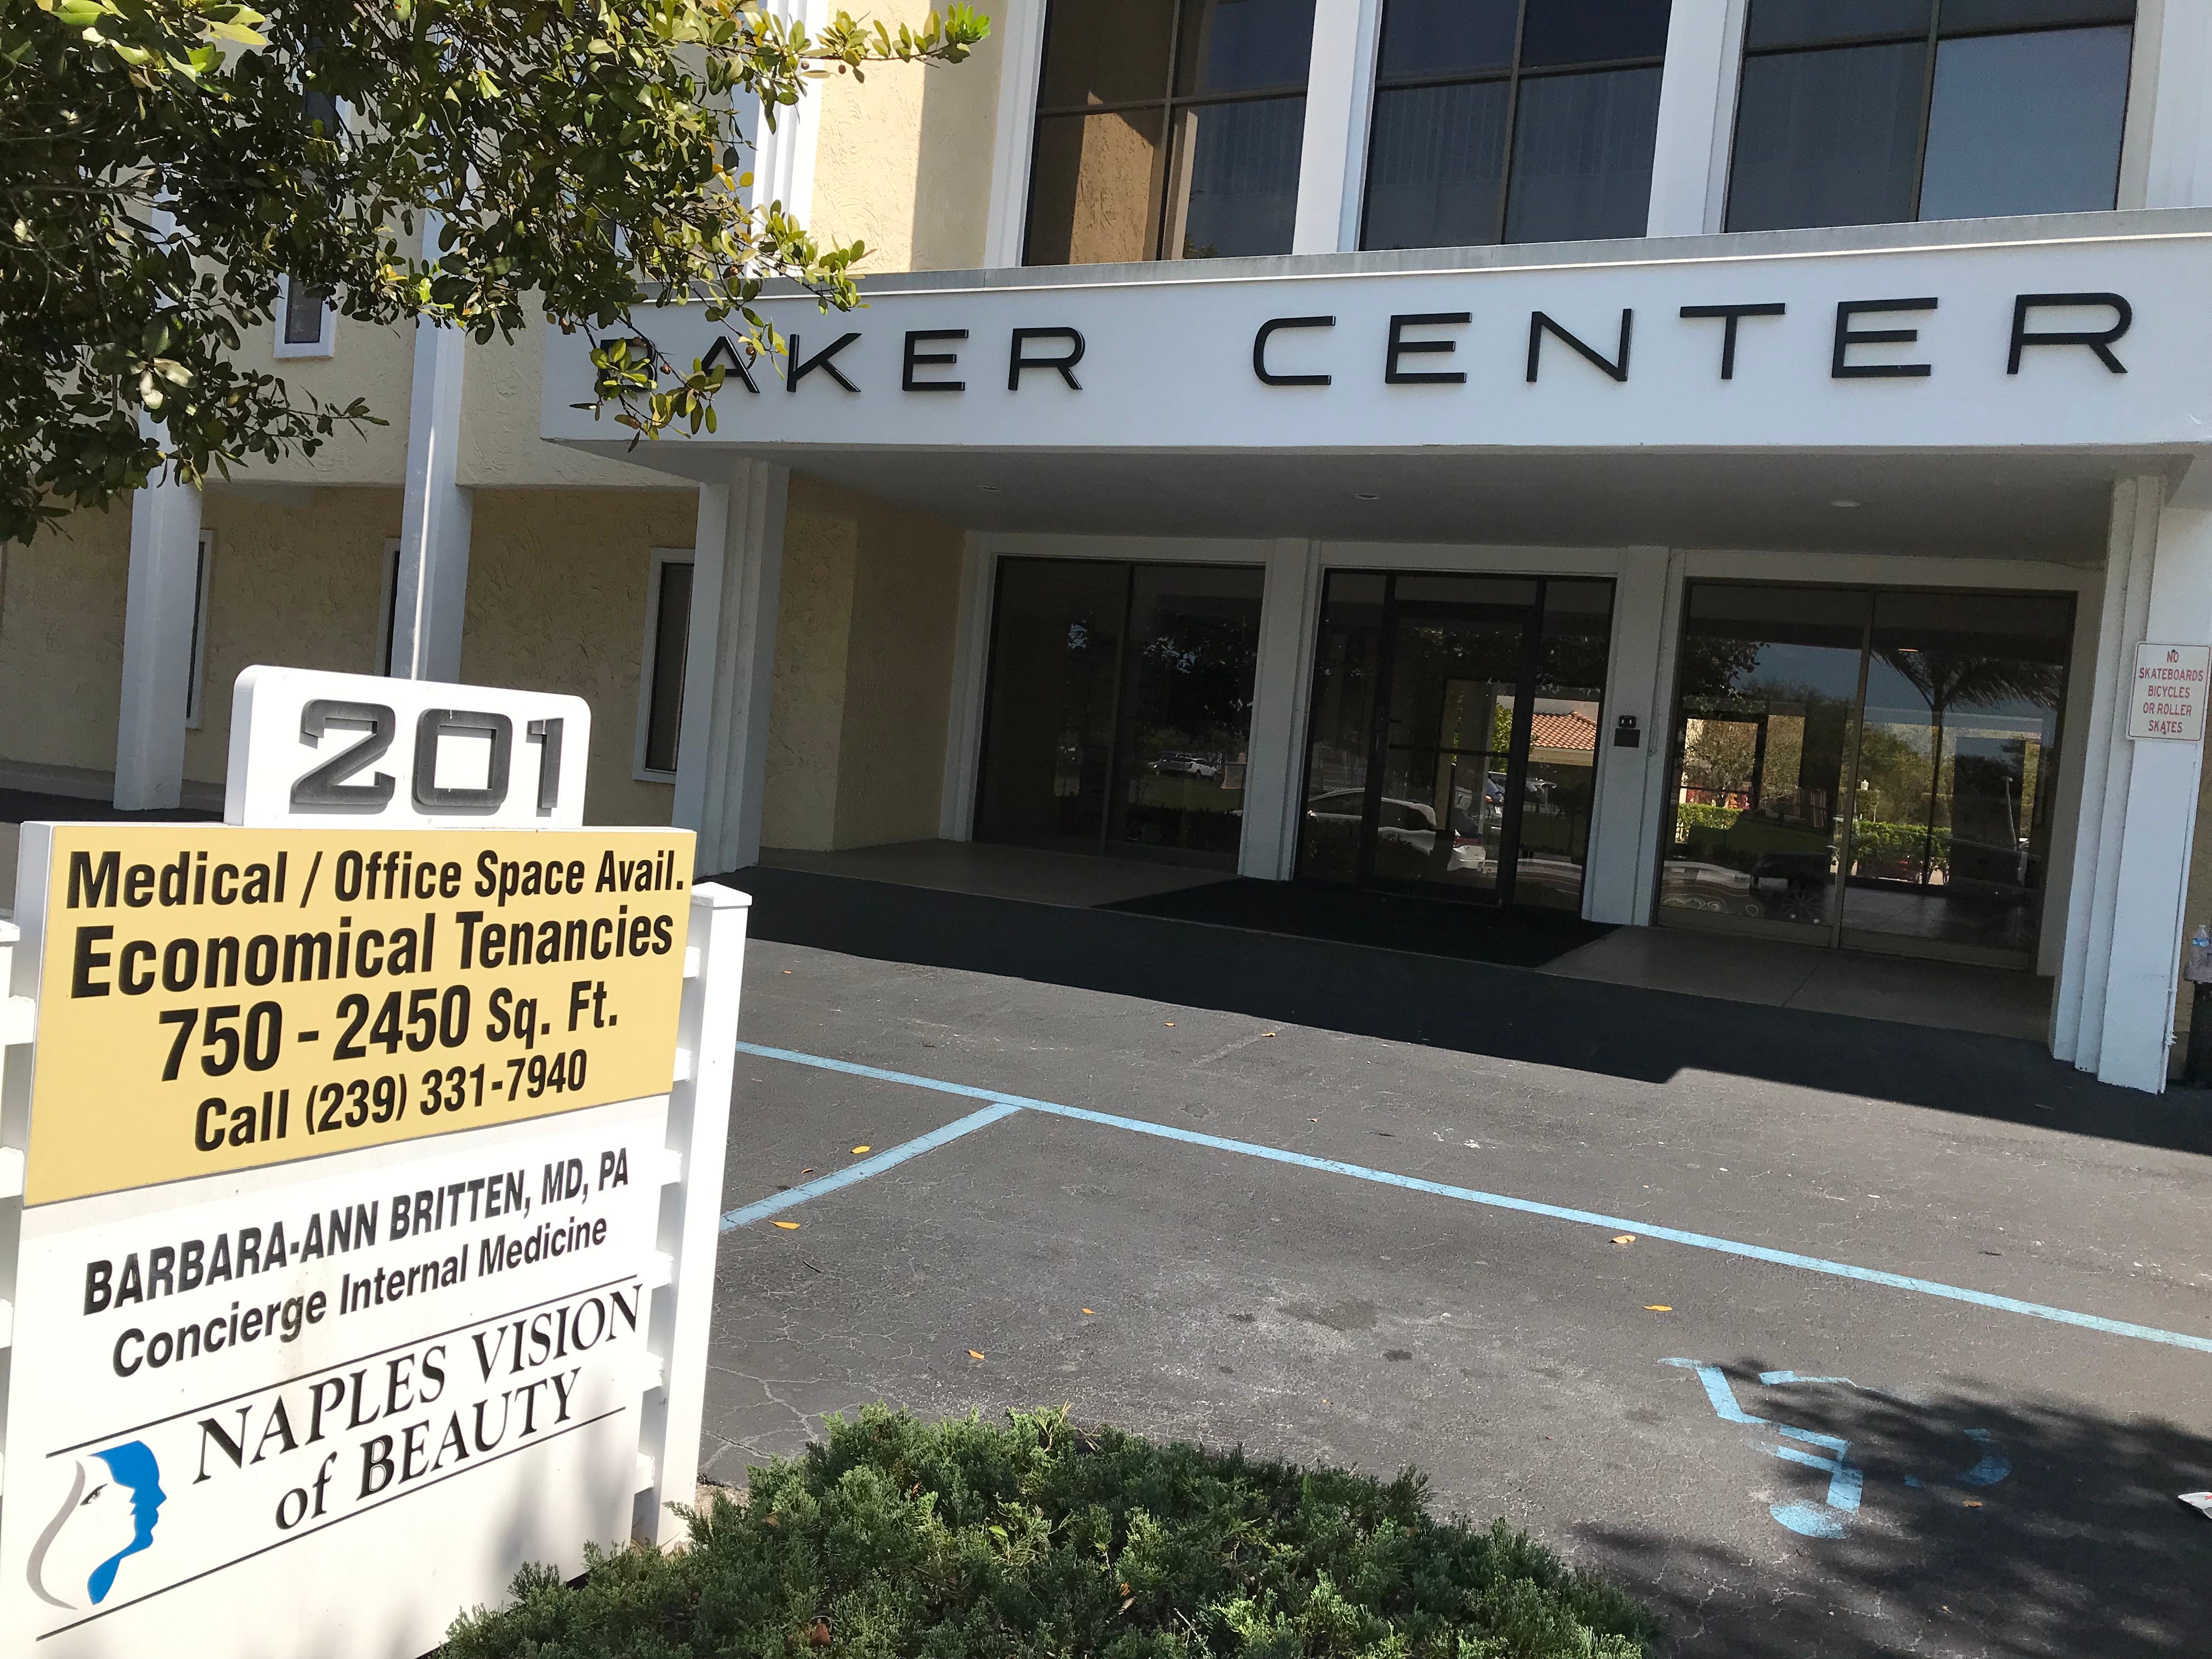 BAKER CENTER
NO
SKATEBOARDS
BICYCLES
OR ROLLER
SKATES
201
Medical / Office Space Avail.
Economical Tenancies
750 - 2450 Sq. Ft.
Call (239) 331-7940
BARBARA-ANN BRITTEN, MD, PA
Concierge Internal Medicine
NAPLES VISION
of BEAUTY